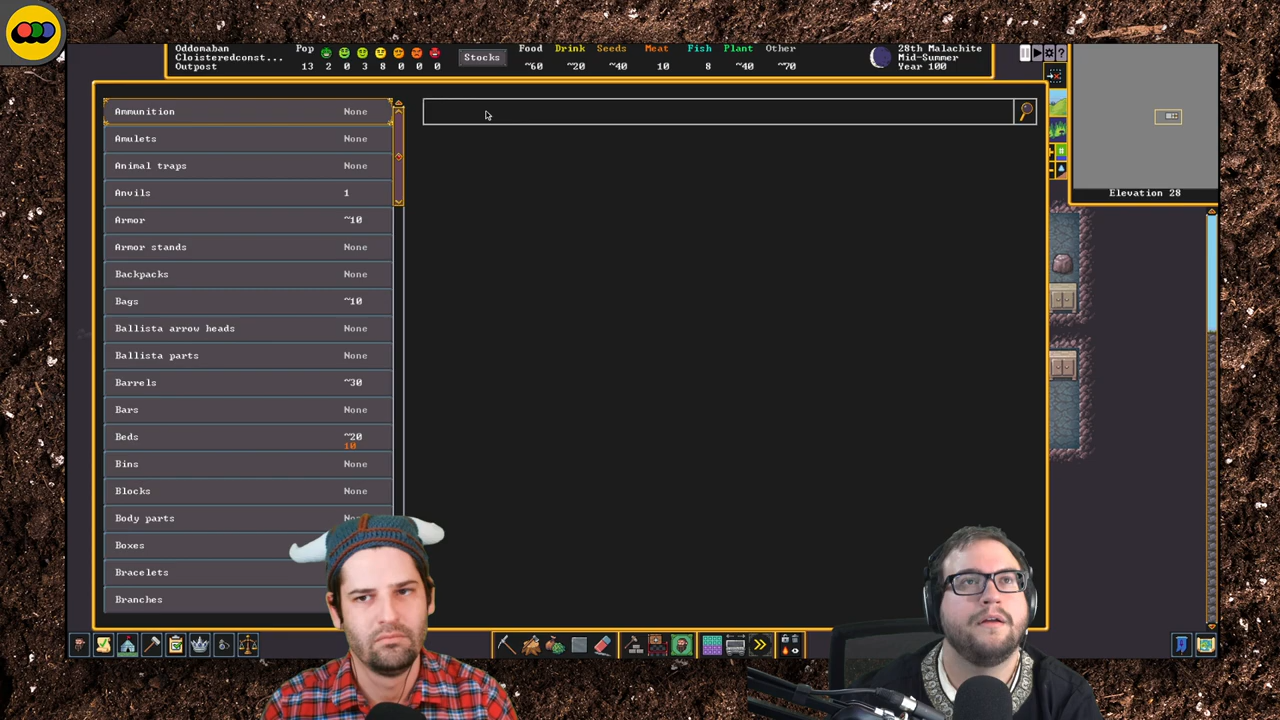 Oddomahan
Cloisteredconst...
Outpost
Pop
13 2 0 3 8 0 0 0
Stocks
Food Drink Seeds Meat Fish Plant Other
~60 ~20 ~40 10 8 ~40 ~70
28th Malachite
Mid-Summer
Year 100
?
Elevation 28
Ammunition None
Amulets None
Animal traps None
Anvils 1
Armor ~10
Armor stands None
Backpacks None
Bags ~10
Ballista arrow heads None
Ballista parts None
Barrels ~30
Bars None
Beds ~20
10
Bins None
Blocks None
Body parts
Boxes
Bracelets
Branches